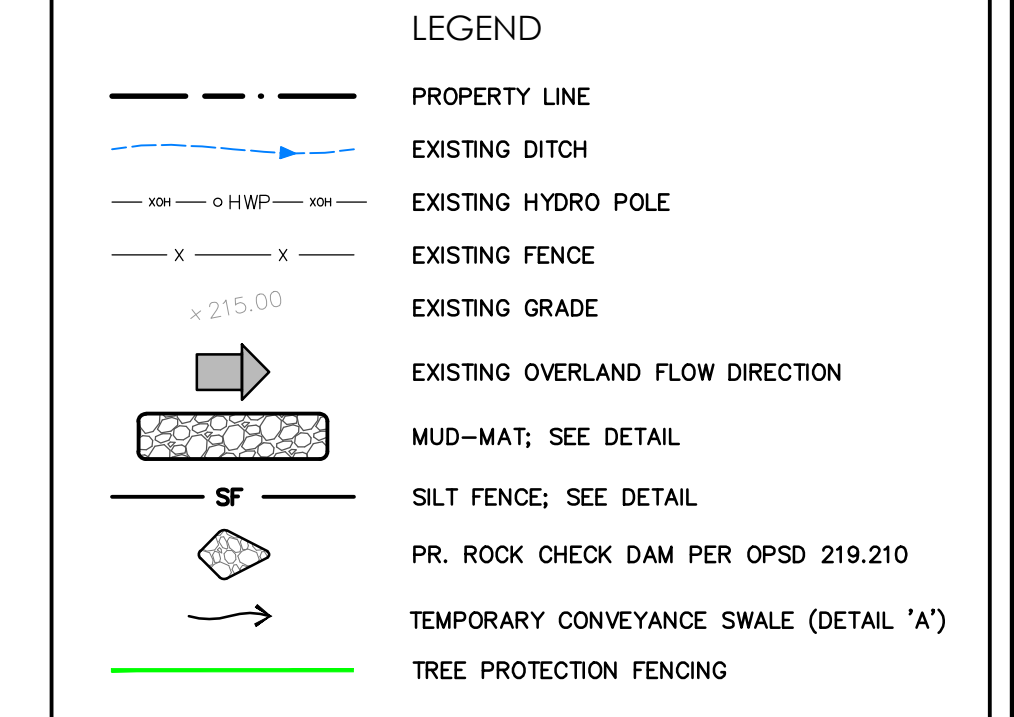 LEGEND
PROPERTY LINE
EXISTING DITCH
XOH HWP XOH EXISTING HYDRO POLE
X X EXISTING FENCE
x 215.00 EXISTING GRADE
EXISTING OVERLAND FLOW DIRECTION
MUD-MAT; SEE DETAIL
SF SILT FENCE; SEE DETAIL
PR. ROCK CHECK DAM PER OPSD 219.210
TEMPORARY CONVEYANCE SWALE (DETAIL 'A')
TREE PROTECTION FENCING